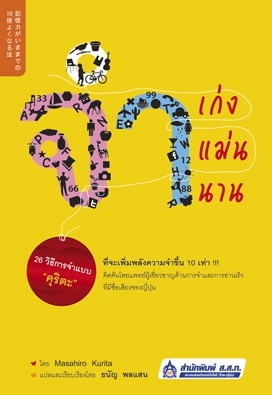 記憶力がいままでの
10倍よくなる法
จำ
เก่ง
แม่น
นาน
33
99
66
12
88
26 วิธีการจำแบบ
"คุริตะ"
ที่จะเพิ่มพลังความจำขึ้น 10 เท่า !!!
คิดค้นโดยแพทย์ผู้เชี่ยวชาญด้านการจำและการอ่านเร็ว
ที่มีชื่อเสียงของญี่ปุ่น
โดย Masahiro Kurita
แปลและเรียบเรียงโดย ธนัญ พลแสน
สำนักพิมพ์ ส.ส.ท.